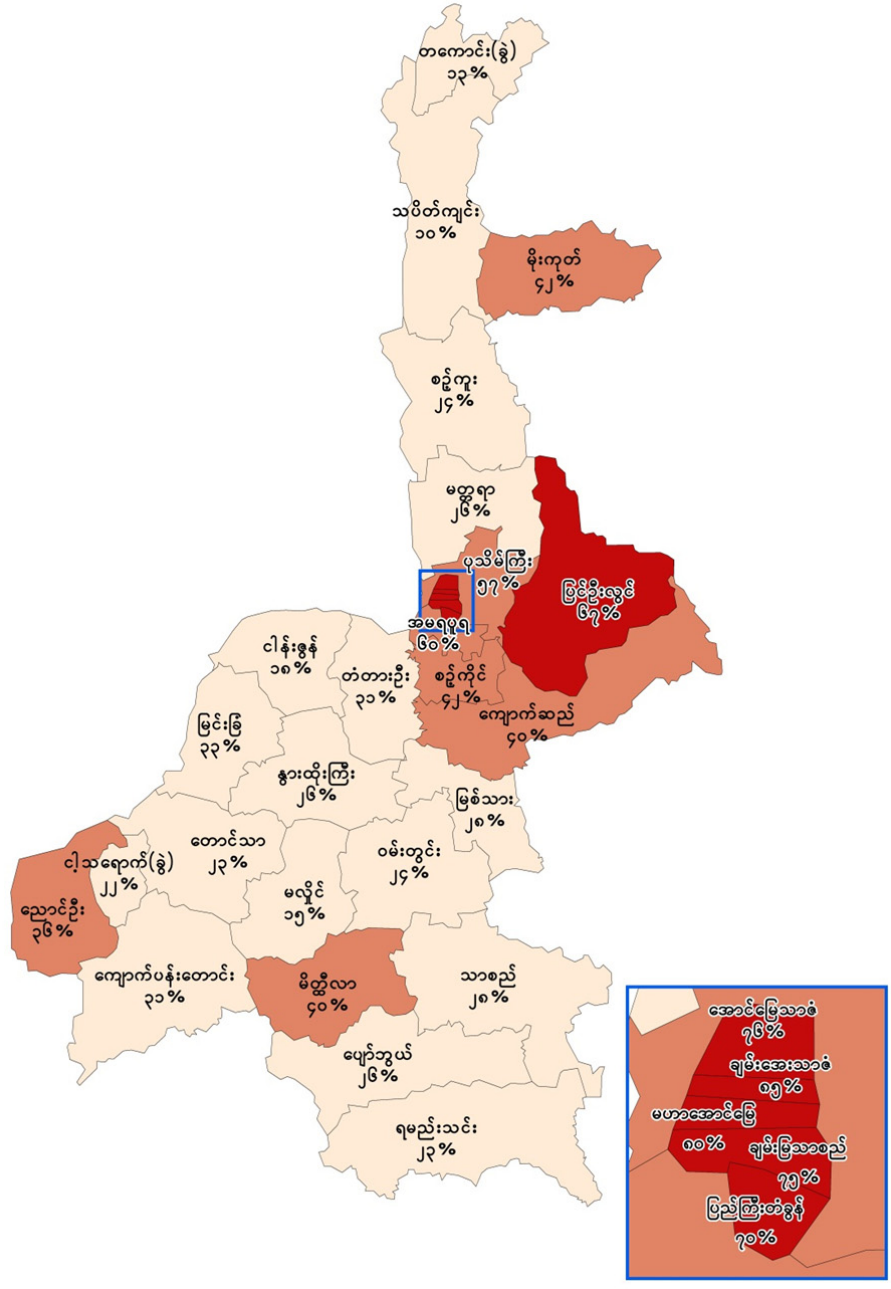 တကောင်း(ခွဲ)
၁၃%
သပိတ်ကျင်း
၁၀%
မိုးကုတ်
၄၂%
စဉ့်ကူး
၂၄%
မတ္တရာ
၂၆%
ပုသိမ်ကြီး
၅၇%
ပြင်ဦးလွင်
၆၇%
အမရပူရ
၆၀%
ငါန်းဇွန်
၁၈%
တံတားဦး
၃၁%
စဉ့်ကိုင်
၄၂%
ကျောက်ဆည်
၄၀%
မြင်းခြံ
၃၃%
နွားထိုးကြီး
၂၆%
မြစ်သား
၂၈%
တောင်သာ
၂၃%
ဝမ်းတွင်း
၂၄%
ငါ့သရောက်(ခွဲ)
၂၂%
မလှိုင်
၁၅%
ညောင်ဦး
၃၆%
ကျောက်ပန်းတောင်း
၃၁%
မိတ္ထီလာ
၄၀%
သာစည်
၂၈%
ပျော်ဘွယ်
၂၆%
ရမည်းသင်း
၂၃%
အောင်မြေသာဇံ
၇၆%
ချမ်းအေးသာဇံ
၈၅%
မဟာအောင်မြေ
၈၀%
ချမ်းမြသာစည်
၇၅%
ပြည်ကြီးတံခွန်
၇၀%